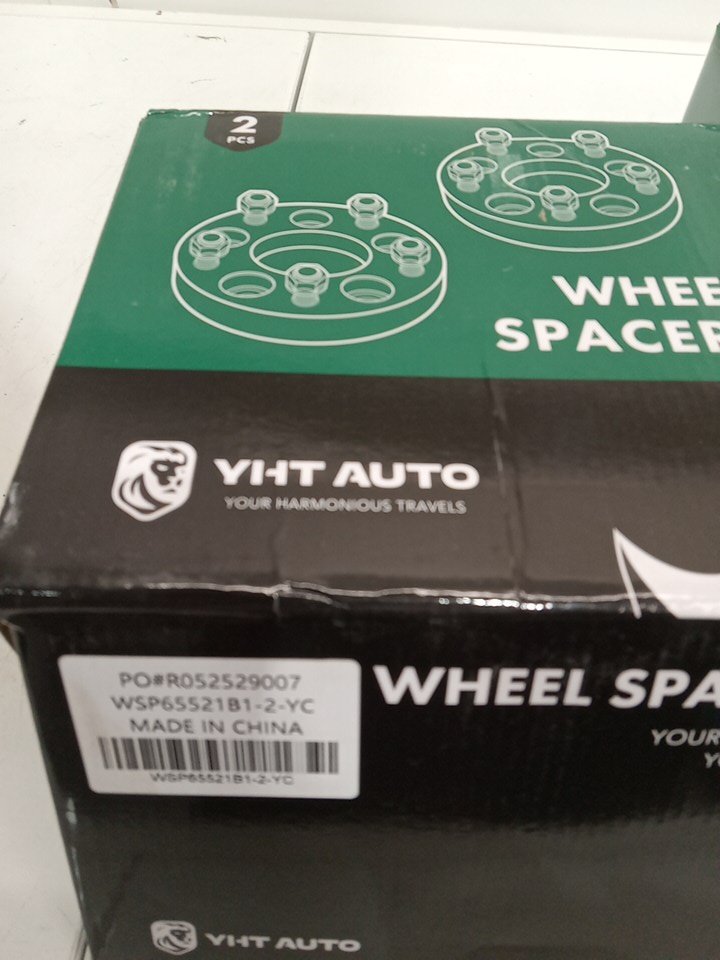 2
PCS
WHEE
SPACER
YHT AUTO
YOUR HARMONIOUS TRAVELS
PO#R052529007
WSP65521B1-2-YC
MADE IN CHINA
WSP65521B1-2-YC
WHEEL SPA
YOUR
YHT AUTO